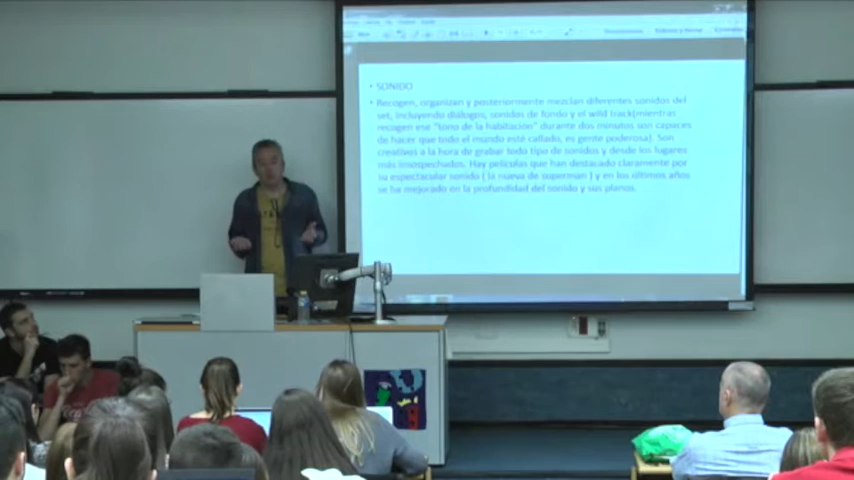 • SONIDO
• Recogen, organizan y posteriormente mezclan diferentes sonidos del
set, incluyendo diálogos, sonidos de fondo y el wild track(mientras
recogen ese "tono de la habitación" durante dos minutos son capaces
de hacer que todo el mundo esté callado, es gente poderosa). Son
creativos a la hora de grabar todo tipo de sonidos y desde los lugares
más insospechados. Hay películas que han destacado claramente por
su espectacular sonido ( la nueva de superman ) y en los últimos años
se ha mejorado en la profundidad del sonido y sus planos.